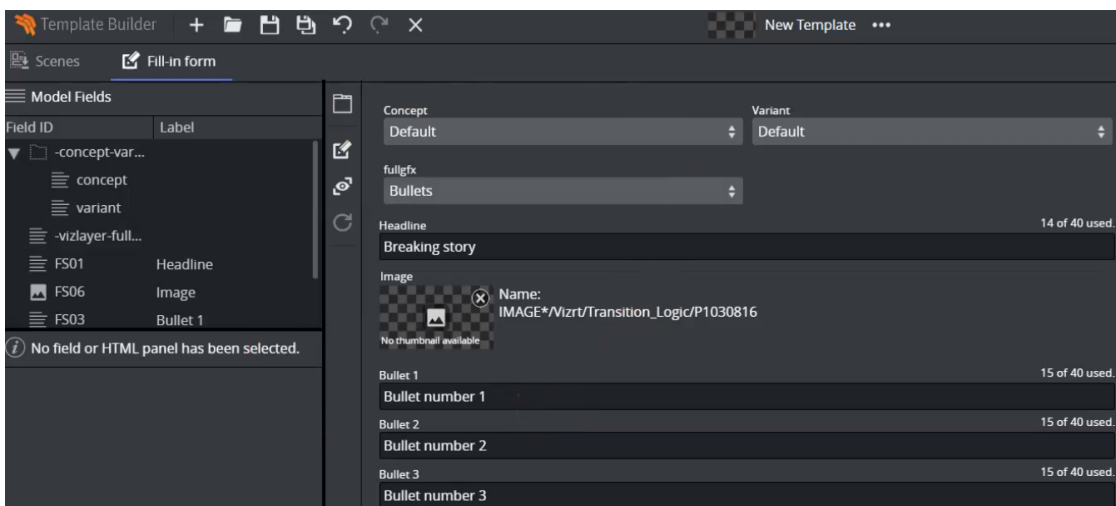 Template Builder
New Template
Scenes
Fill-in form
Model Fields
Field ID Label
-concept-var...
concept
variant
-vizlayer-full...
FS01 Headline
FS06 Image
FS03 Bullet 1
No field or HTML panel has been selected.
Concept Variant
Default Default
fullgfx
Bullets
Headline 14 of 40 used.
Breaking story
Image
Name:
IMAGE*/Vizrt/Transition_Logic/P1030816
No thumbnail available
Bullet 1 15 of 40 used.
Bullet number 1
Bullet 2 15 of 40 used.
Bullet number 2
Bullet 3 15 of 40 used.
Bullet number 3